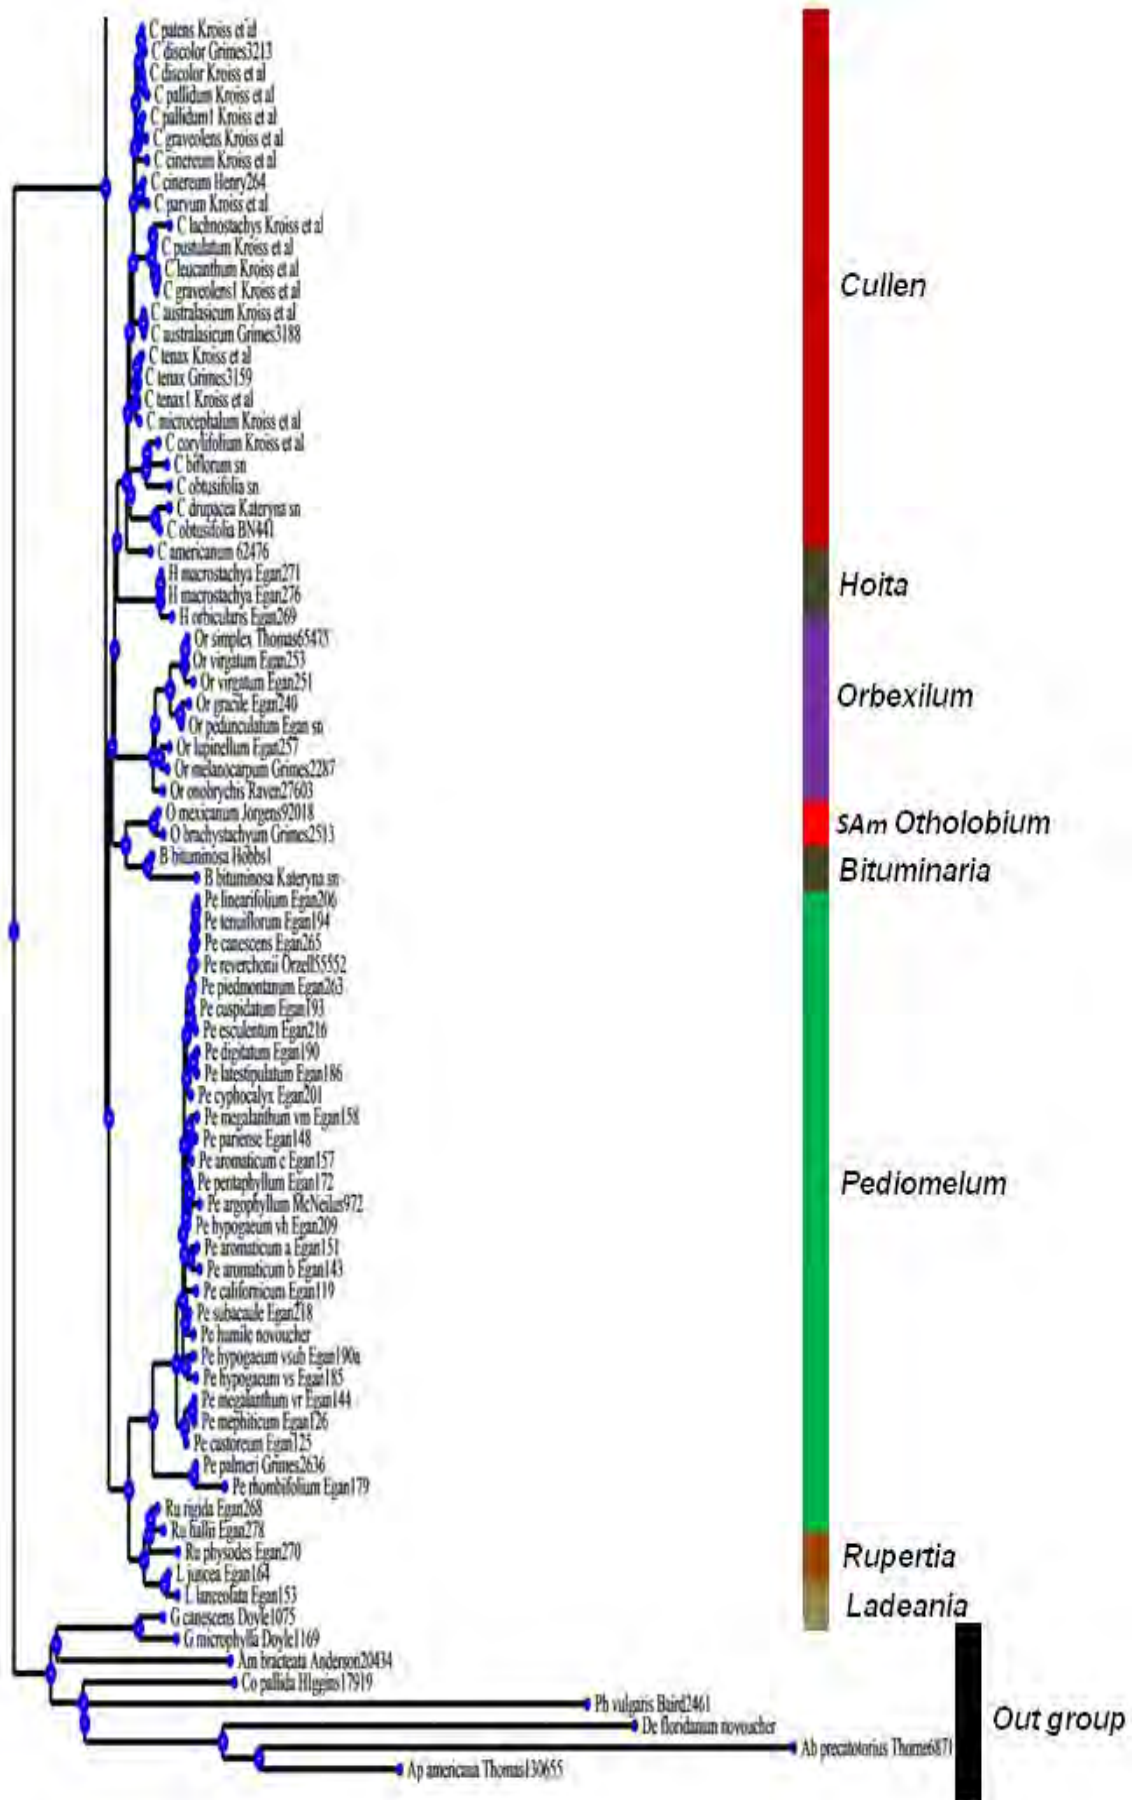 C patens Kroiss et al
C discolor Grimes3213
C discolor Kroiss et al
C pallidum Kroiss et al
C pallidum1 Kroiss et al
C graveolens Kroiss et al
C cinereum Kroiss et al
C cinereum Henry264
C parvum Kroiss et al
C lachnostachys Kroiss et al
C pustulatum Kroiss et al
C leucanthum Kroiss et al
C graveolens1 Kroiss et al
C australasicum Kroiss et al
C australasicum Grimes3188
C tenax Kroiss et al
C tenax Grimes3159
C tenax1 Kroiss et al
C microcephalum Kroiss et al
C corylifolium Kroiss et al
C biflorum sn
C obtusifolia sn
C drupacea Kateryna sn
C obtusifolia BN441
C americanum 62476
Cullen
H macrostachya Egan271
H macrostachya Egan276
H orbicularis Egan269
Hoita
Or simplex Thomas65475
Or virgatum Egan253
Or virgatum Egan251
Or gracile Egan240
Or pedunculatum Egan sn
Or lupinellum Egan257
Or melanocarpum Grimes2287
Or onobrychis Raven27603
Orbexilum
O mexicanum Jorgens92018
O brachystachyum Grimes2513
SAm Otholobium
B bituminosa Hobbs1
B bituminosa Kateryna sn
Bituminaria
Pe linearifolium Egan206
Pe tenuiflorum Egan194
Pe canescens Egan265
Pe reverchonii Orzell55552
Pe piedmontanum Egan263
Pe cuspidatum Egan193
Pe esculentum Egan216
Pe digitatum Egan190
Pe latestipulatum Egan186
Pe cyphocalyx Egan201
Pe megalanthum vm Egan158
Pe pariense Egan148
Pe aromaticum c Egan157
Pe pentaphyllum Egan172
Pe argophyllum McNeilus972
Pe hypogaeum vh Egan209
Pe aromaticum a Egan151
Pe aromaticum b Egan143
Pe californicum Egan119
Pe subacaule Egan218
Pe humile novoucher
Pe hypogaeum vsub Egan190a
Pe hypogaeum vs Egan185
Pe megalanthum vr Egan144
Pe mephiticum Egan126
Pe castoreum Egan125
Pe palmeri Grimes2636
Pe rhombifolium Egan179
Pediomelum
Ru rigida Egan268
Ru hallii Egan278
Ru physodes Egan270
Rupertia
L juncea Egan164
L lanceolata Egan153
Ladeania
G canescens Doyle1075
G microphylla Doyle1169
Am bracteata Anderson20434
Co pallida HIggins17919
Ph vulgaris Baird2461
De floridanum novoucher
Ab precatotorius Thorne6871
Ap americana Thomas130655
Out group